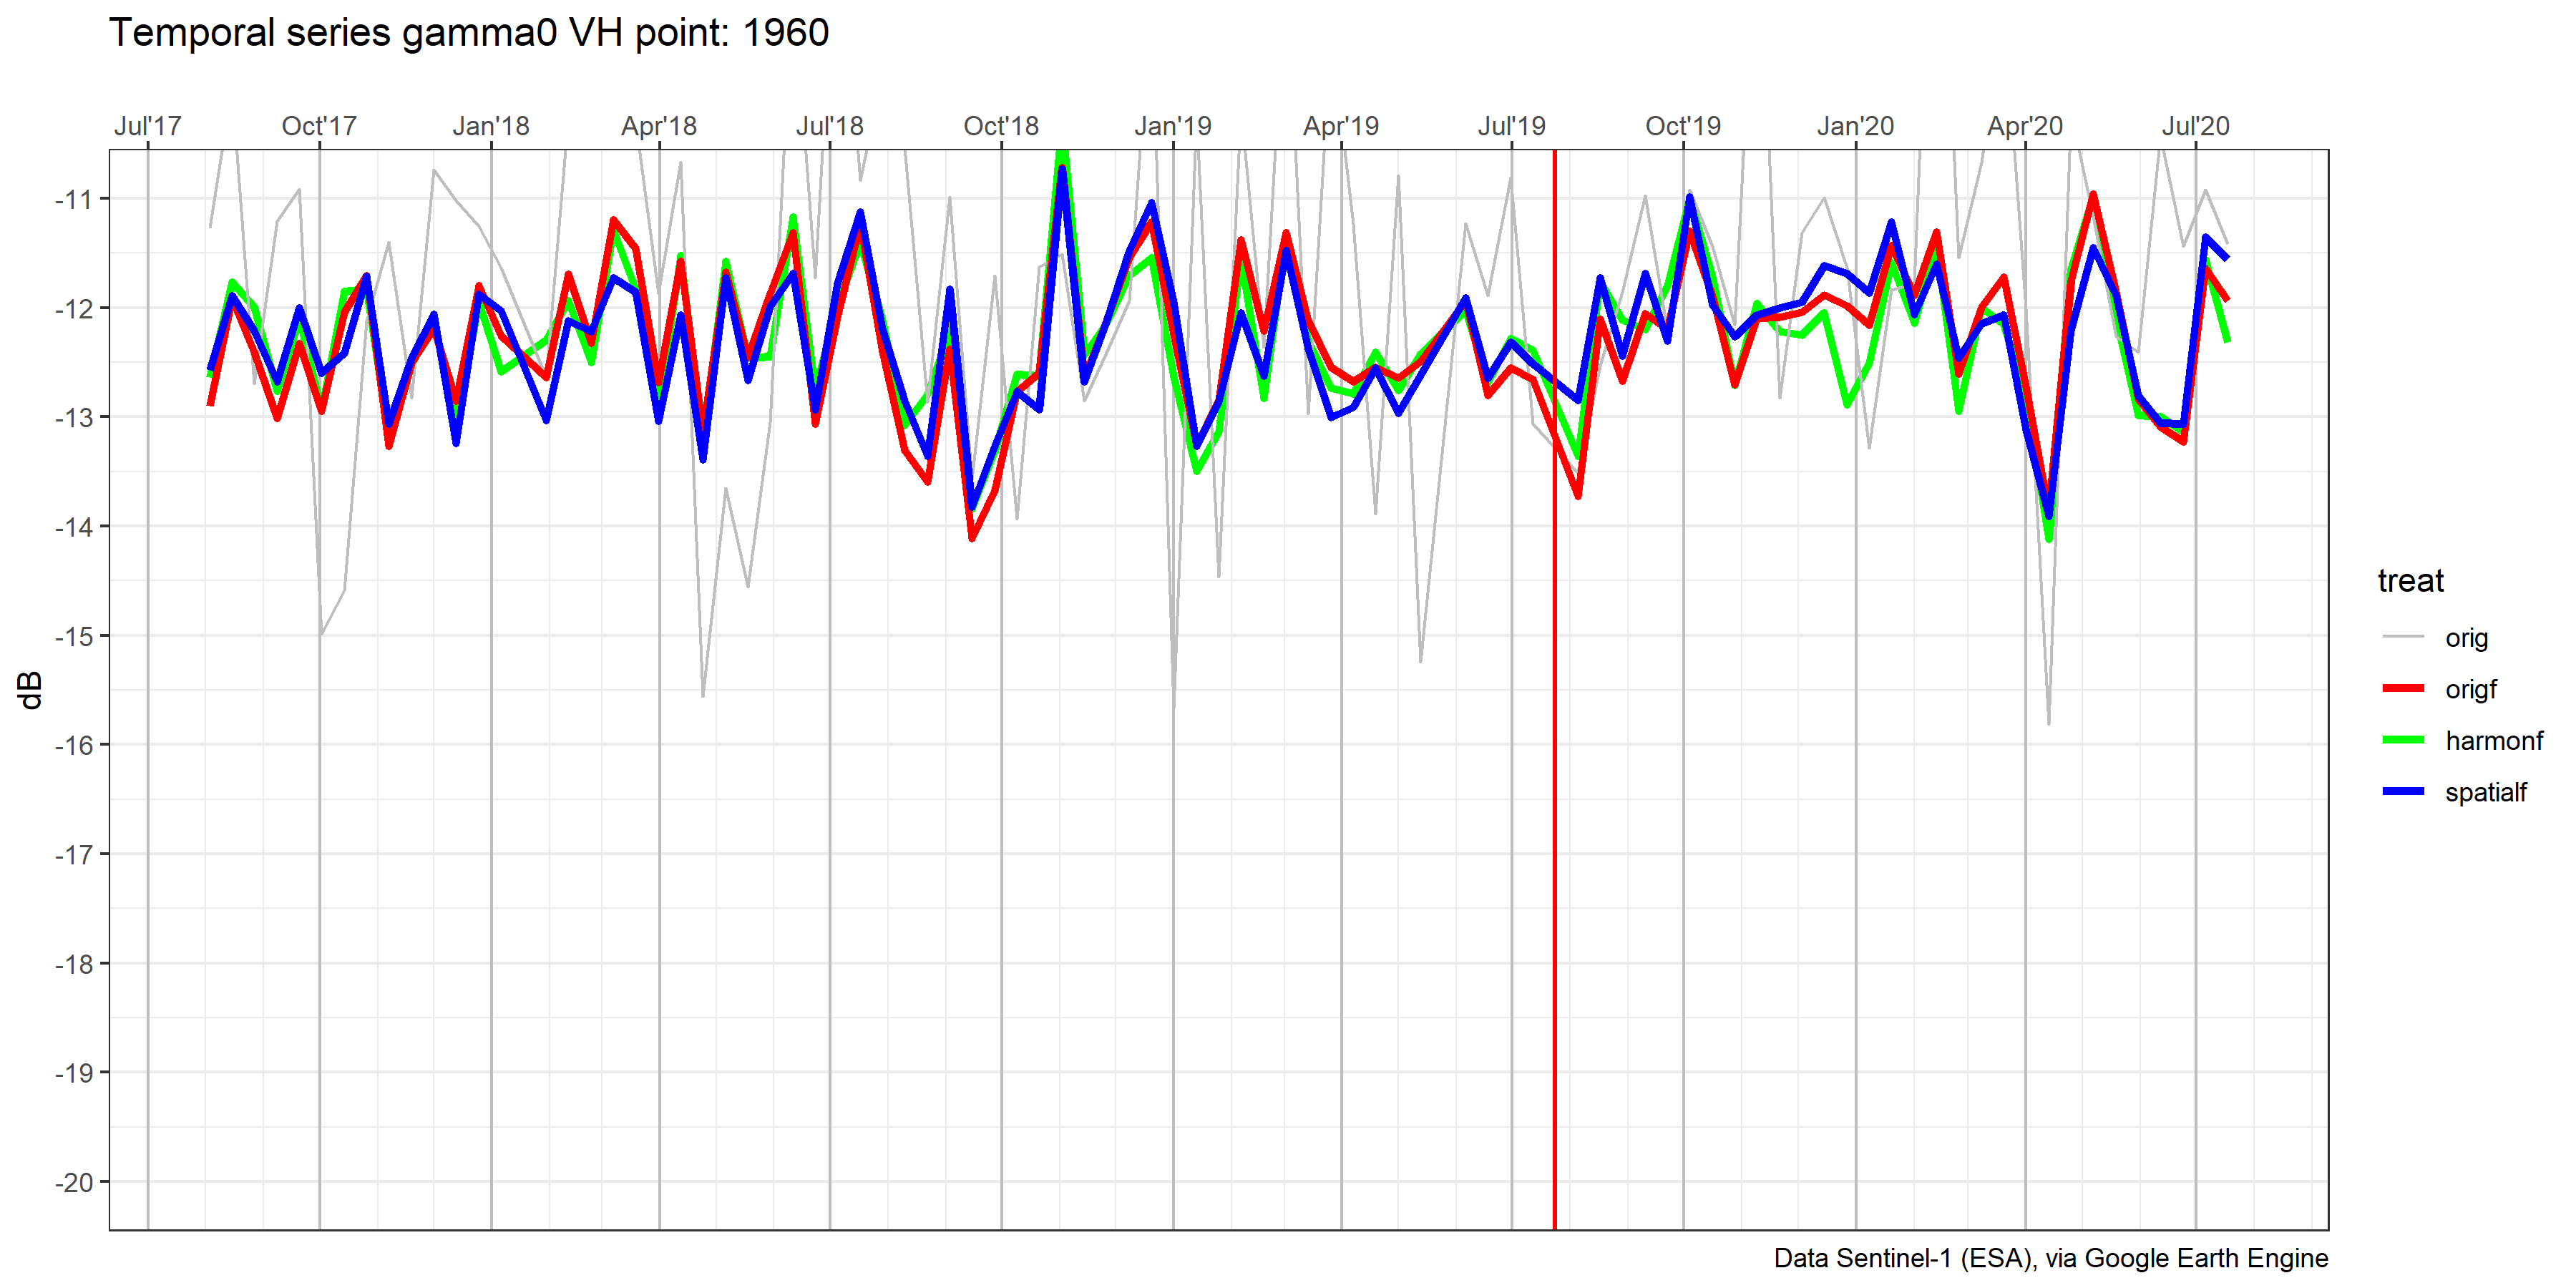 Temporal series gamma0 VH point: 1960
Jul'17 Oct'17 Jan'18 Apr'18 Jul'18 Oct'18 Jan'19 Apr'19 Jul'19 Oct'19 Jan'20 Apr'20 Jul'20
-11
-12
-13
-14
-15
-16
-17
-18
-19
-20
dB
treat
orig
origf
harmonf
spatialf
Data Sentinel-1 (ESA), via Google Earth Engine